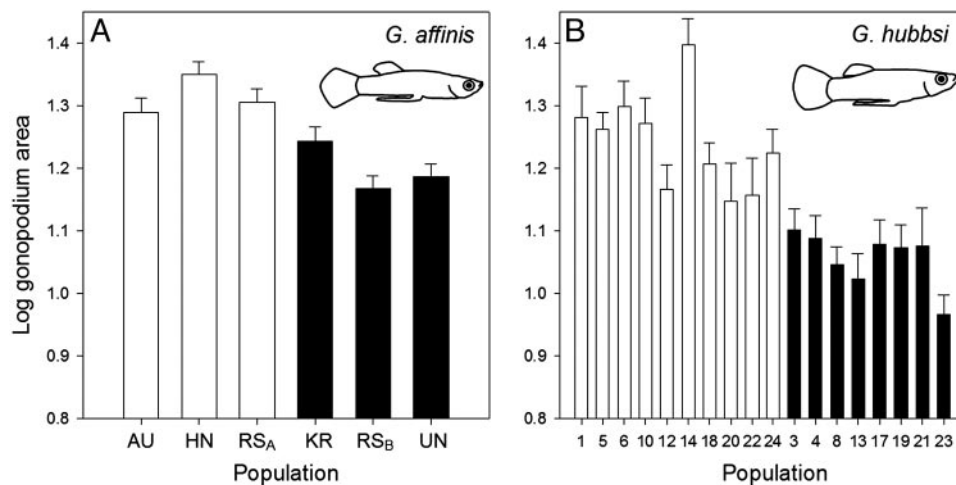 A
G. affinis
Log gonopodium area
1.4
1.3
1.2
1.1
1.0
0.9
0.8
AU HN RSA KR RSB UN
Population
B
G. hubbsi
1.4
1.3
1.2
1.1
1.0
0.9
0.8
1 5 6 10 12 14 18 20 22 24 3 4 8 13 17 19 21 23
Population